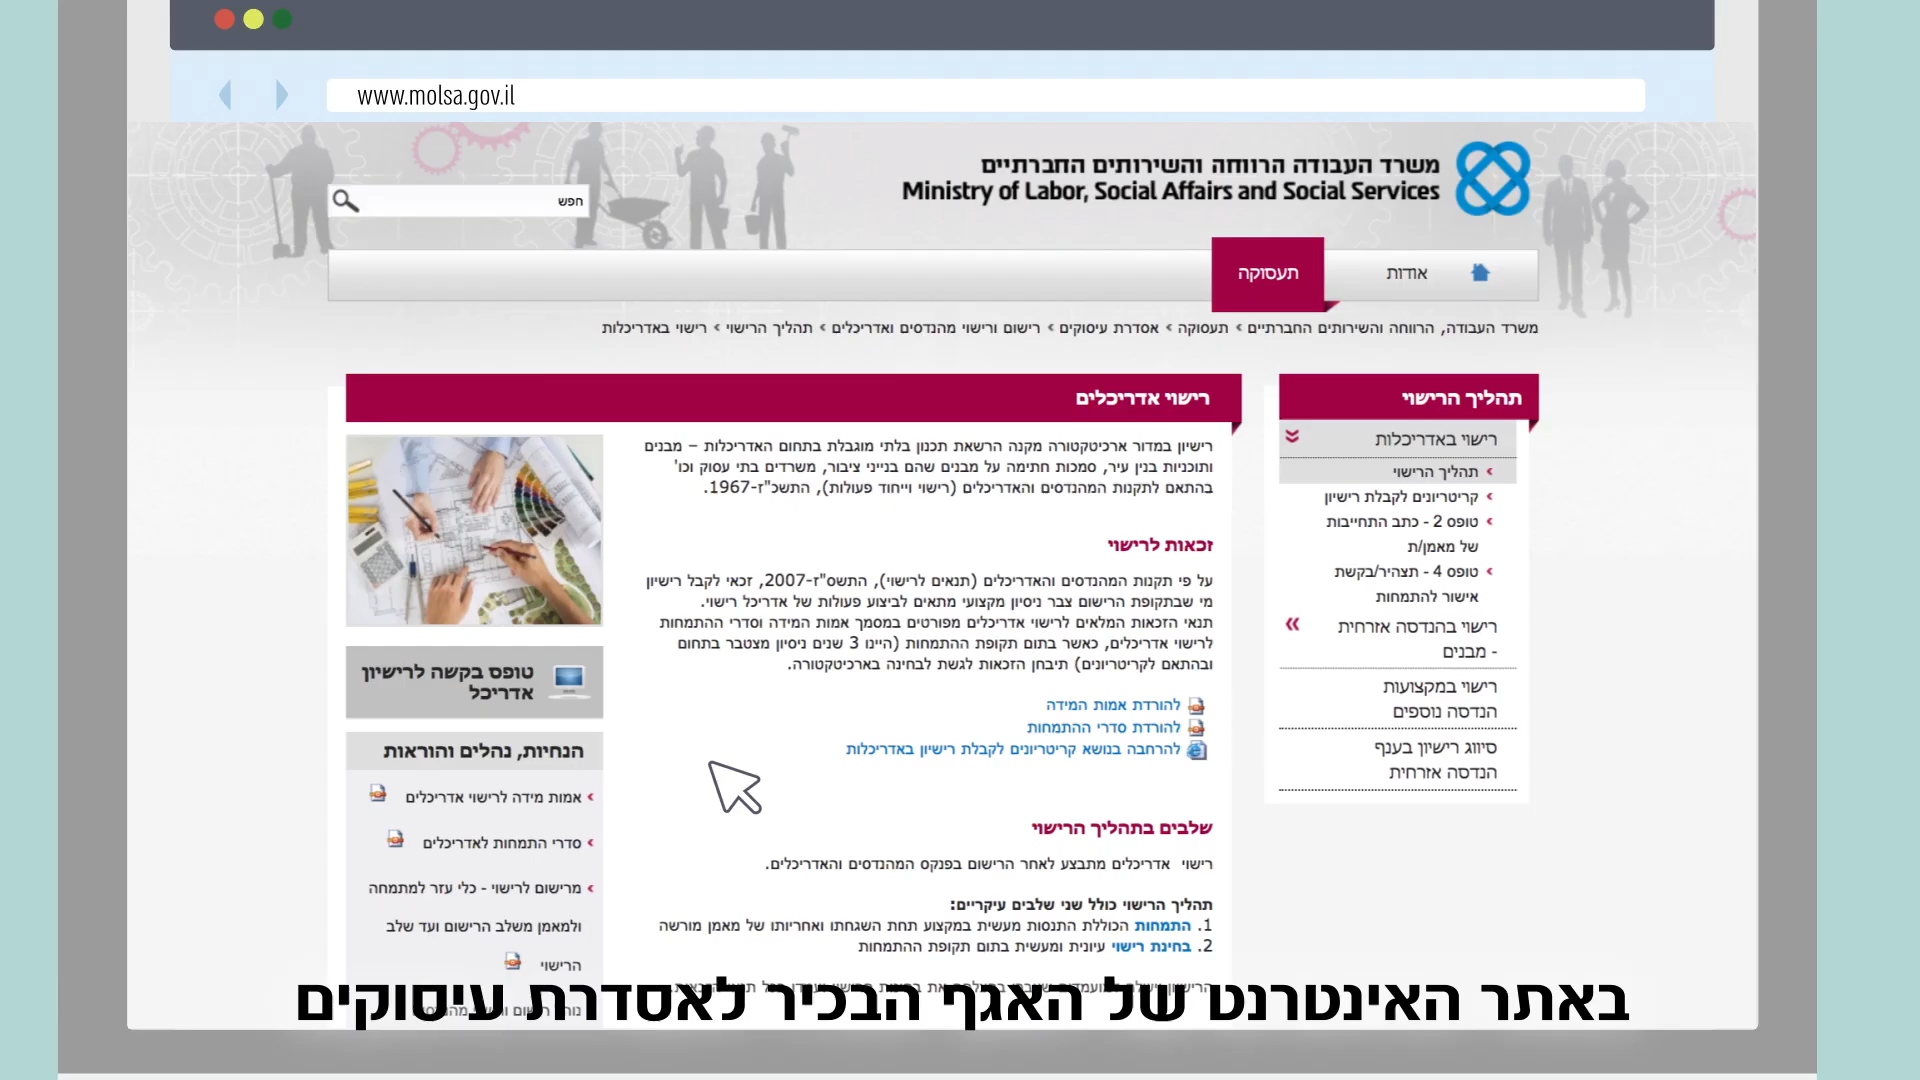 www.molsa.gov.il
משרד העבודה הרווחה והשירותים החברתיים
Ministry of Labor, Social Affairs and Social Services
חפש
אודות
תעסוקה
משרד העבודה, הרווחה והשירותים החברתיים › תעסוקה › אסדרת עיסוקים › רישום ורישוי מהנדסים ואדריכלים › תהליך הרישוי › רישוי באדריכלות
תהליך הרישוי
רישוי באדריכלות
תהליך הרישוי
קריטריונים לקבלת רישיון
טופס 2 - כתב התחייבות
של מאמן/ת
טופס 4 - תצהיר/בקשת
אישור להתמחות
רישוי בהנדסה אזרחית
- מבנים
רישוי במקצועות
הנדסה נוספים
סיווג רישיון בענף
הנדסה אזרחית
רישוי אדריכלים
רישיון במדור ארכיטקטורה מקנה הרשאת תכנון בלתי מוגבלת בתחום האדריכלות – מבנים
ותוכניות בנין עיר, סמכות חתימה על מבנים שהם בנייני ציבור, משרדים בתי עסוק וכו'
בהתאם לתקנות המהנדסים והאדריכלים (רישוי וייחוד פעולות), התשכ"ז-1967.
זכאות לרישוי
על פי תקנות המהנדסים והאדריכלים (תנאים לרישוי), התשס"ז-2007, זכאי לקבל רישיון
מי שבתקופת הרישום צבר ניסיון מקצועי מתאים לביצוע פעולות של אדריכל רישוי.
תנאי הזכאות המלאים לרישוי אדריכלים מפורטים במסמך אמות המידה וסדרי ההתמחות
לרישוי אדריכלים, כאשר בתום תקופת ההתמחות (היינו 3 שנים ניסיון מצטבר בתחום
ובהתאם לקריטריונים) תיבחן הזכאות לגשת לבחינה בארכיטקטורה.
להורדת אמות המידה
להורדת סדרי ההתמחות
להרחבה בנושא קריטריונים לקבלת רישיון באדריכלות
שלבים בתהליך הרישוי
רישוי אדריכלים מתבצע לאחר הרישום בפנקס המהנדסים והאדריכלים.
תהליך הרישוי כולל שני שלבים עיקריים:
1. התמחות הכוללת התנסות מעשית במקצוע תחת השגחתו ואחריותו של מאמן מורשה
2. בחינת רישוי עיונית ומעשית בתום תקופת ההתמחות
טופס בקשה לרישיון
אדריכל
הנחיות, נהלים והוראות
אמות מידה לרישוי אדריכלים
סדרי התמחות לאדריכלים
מרישום לרישוי - כלי עזר למתמחה
ולמאמן משלב הרישום ועד שלב
הרישוי
באתר האינטרנט של האגף הבכיר לאסדרת עיסוקים